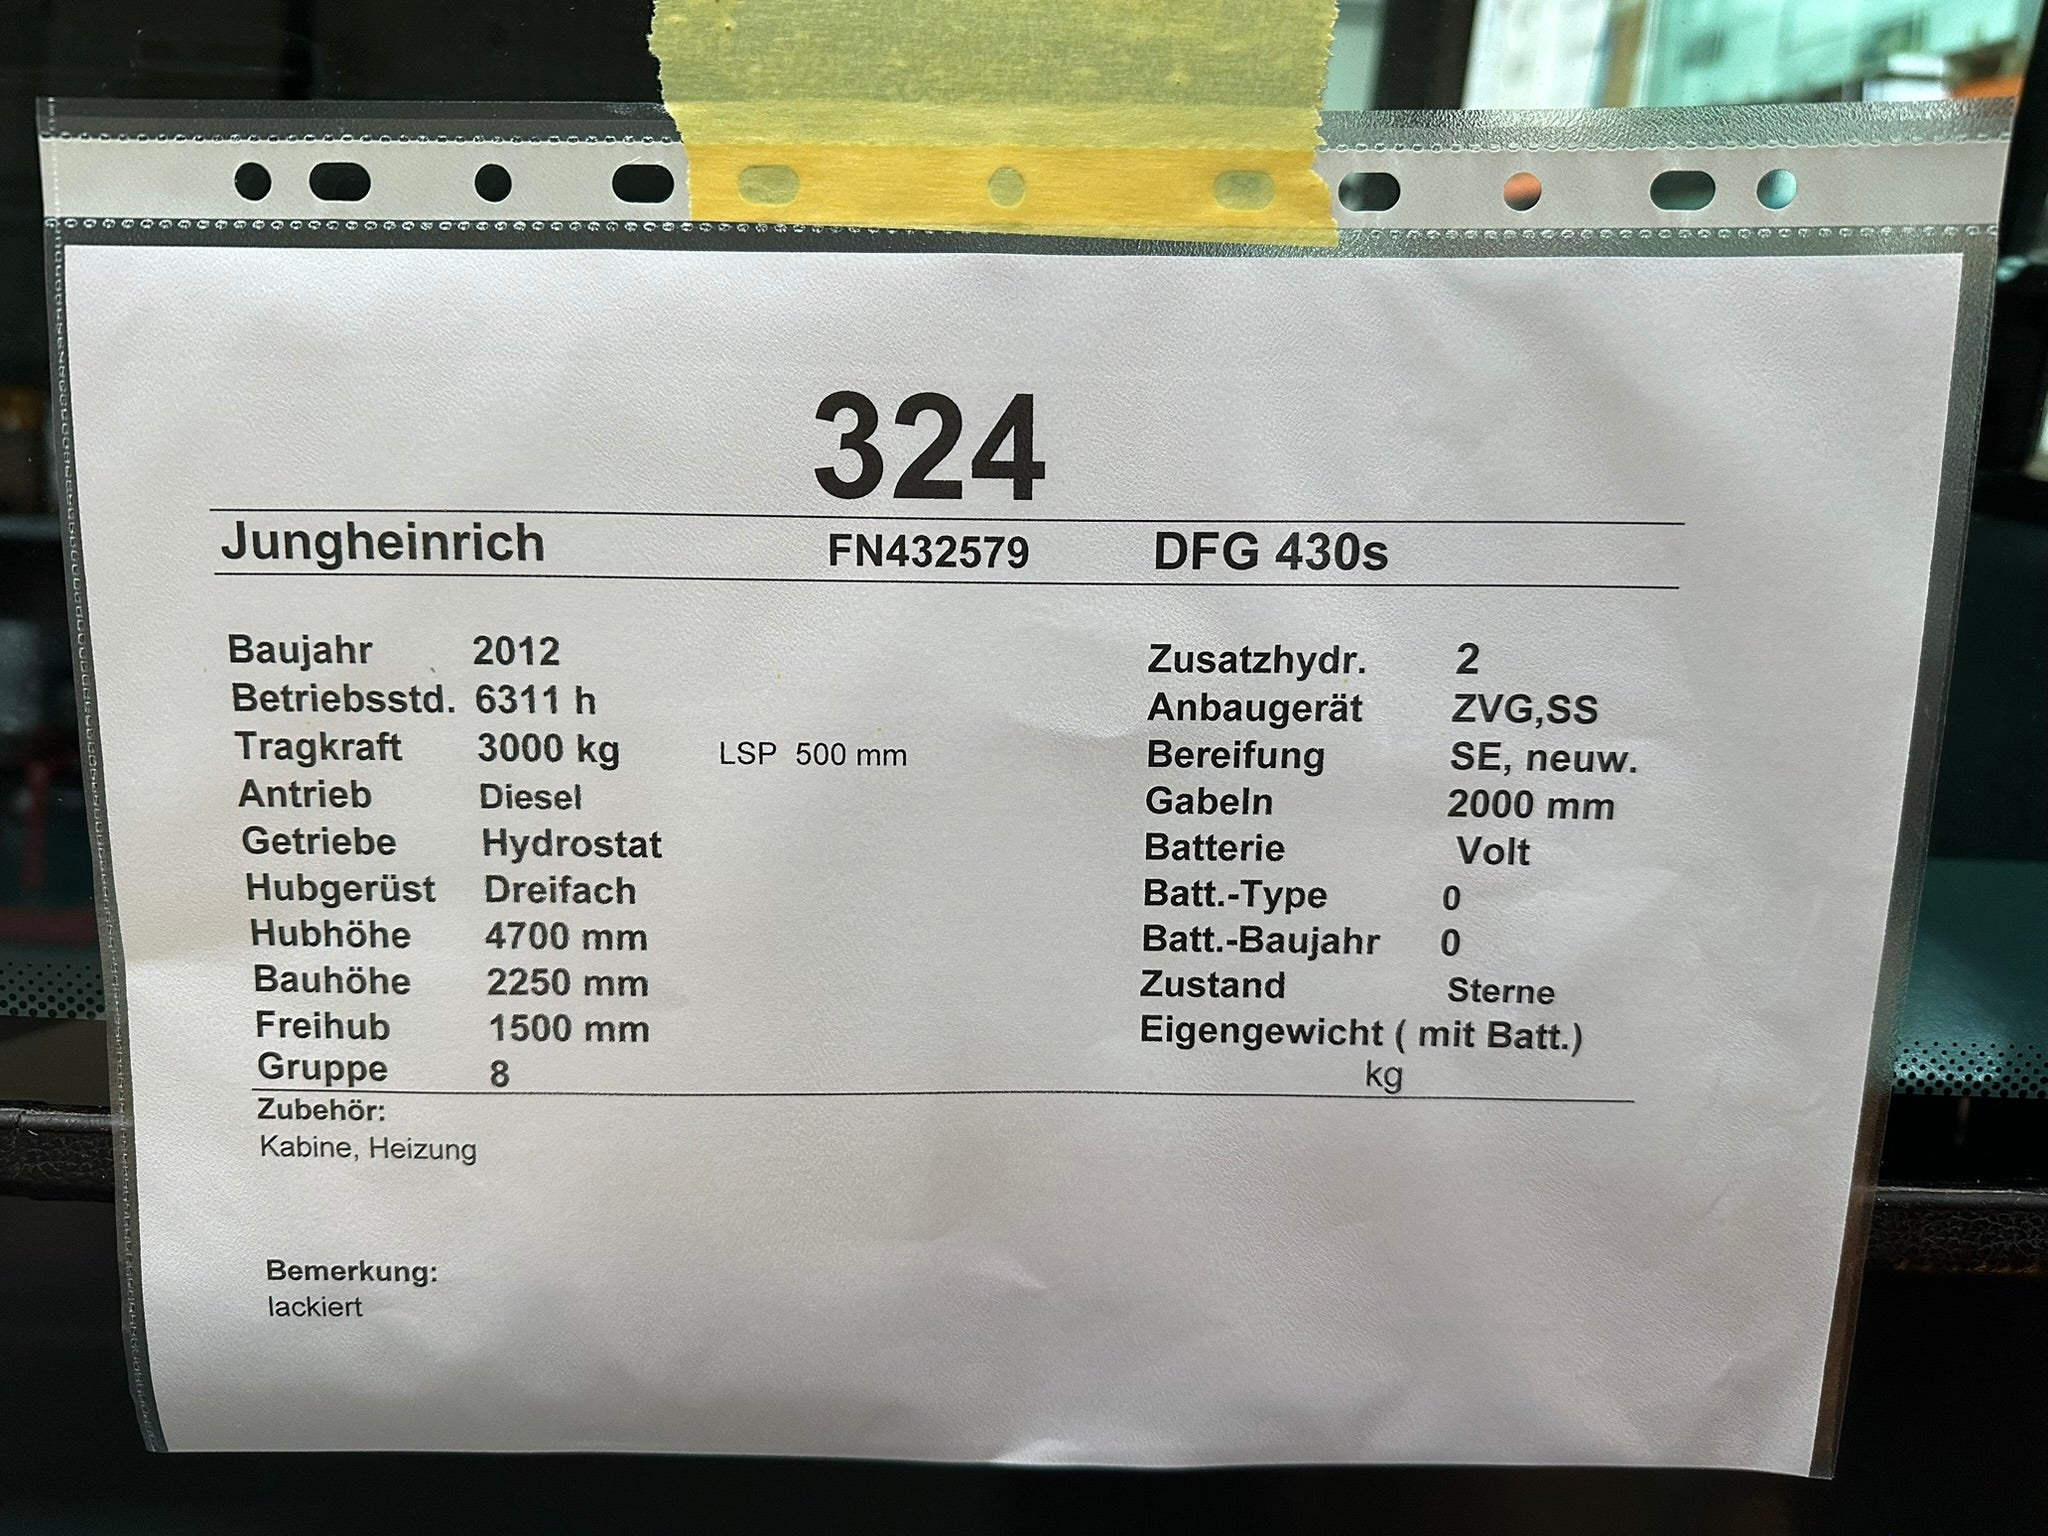 324
Jungheinrich FN432579 DFG 430s
Baujahr 2012 Zusatzhydr. 2
Betriebsstd. 6311 h Anbaugerät ZVG,SS
Tragkraft 3000 kg LSP 500 mm Bereifung SE, neuw.
Antrieb Diesel Gabeln 2000 mm
Getriebe Hydrostat Batterie Volt
Hubgerüst Dreifach Batt.-Type 0
Hubhöhe 4700 mm Batt.-Baujahr 0
Bauhöhe 2250 mm Zustand Sterne
Freihub 1500 mm Eigengewicht ( mit Batt.)
Gruppe 8 kg
Zubehör:
Kabine, Heizung
Bemerkung:
lackiert